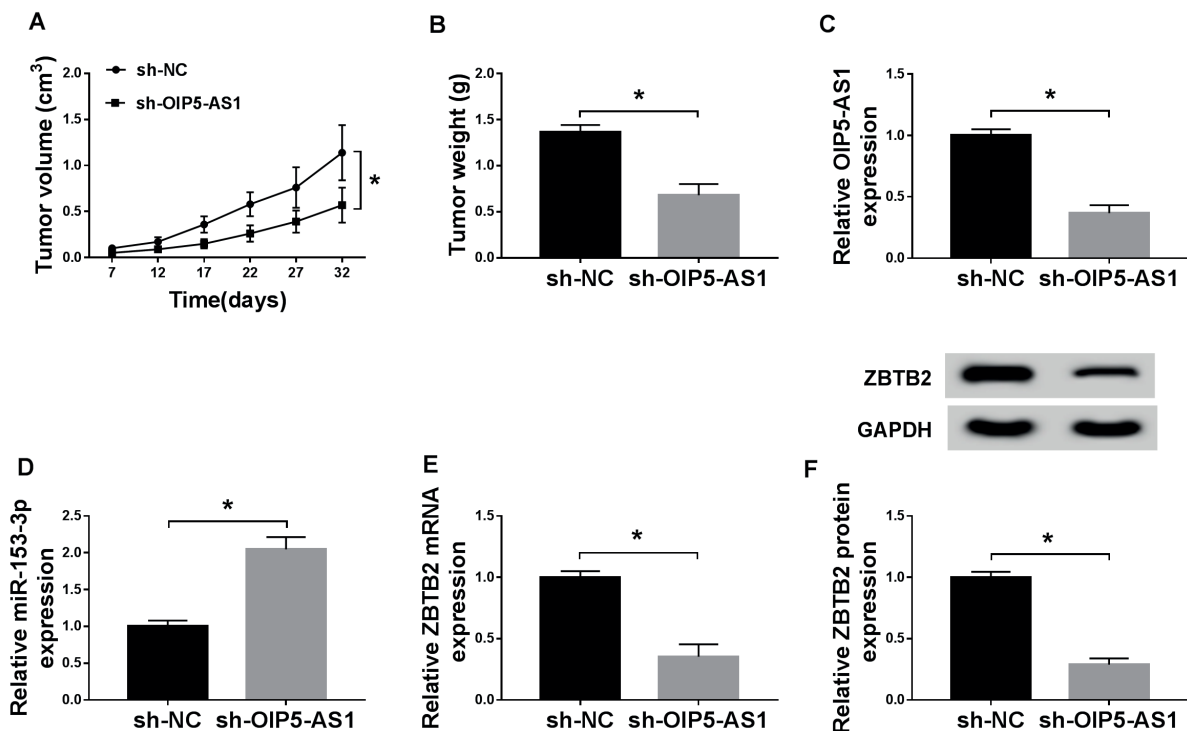 A
Tumor volume (cm³)
2.0
1.5
1.0
0.5
0.0
sh-NC
sh-OIP5-AS1
*
7 12 17 22 27 32
Time(days)
B
Tumor weight (g)
2.0
1.5
1.0
0.5
0.0
*
sh-NC sh-OIP5-AS1
C
Relative OIP5-AS1
expression
1.5
1.0
0.5
0.0
*
sh-NC sh-OIP5-AS1
D
Relative miR-153-3p
expression
2.5
2.0
1.5
1.0
0.5
0.0
*
sh-NC sh-OIP5-AS1
E
Relative ZBTB2 mRNA
expression
1.5
1.0
0.5
0.0
*
sh-NC sh-OIP5-AS1
ZBTB2
GAPDH
F
Relative ZBTB2 protein
expression
1.5
1.0
0.5
0.0
*
sh-NC sh-OIP5-AS1